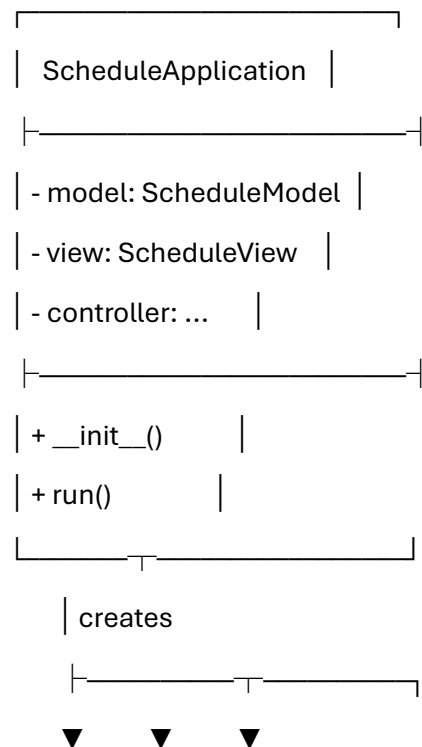 ┌─────────────────────────┐
│ ScheduleApplication │
├─────────────────────────┤
│ - model: ScheduleModel │
│ - view: ScheduleView │
│ - controller: ... │
├─────────────────────────┤
│ + __init__() │
│ + run() │
└───────┬─────────────────┘
│ creates
├──────────┬──────────┐
▼ ▼ ▼